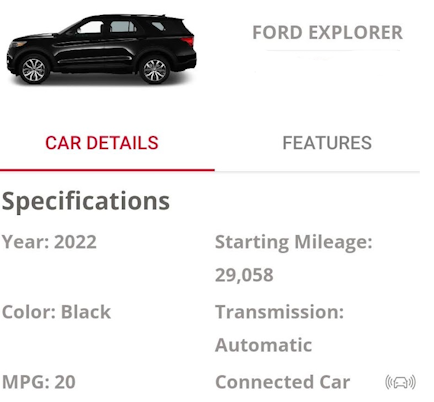 FORD EXPLORER
CAR DETAILS
FEATURES
Specifications
Year: 2022
Starting Mileage:
29,058
Color: Black
Transmission:
Automatic
MPG: 20
Connected Car